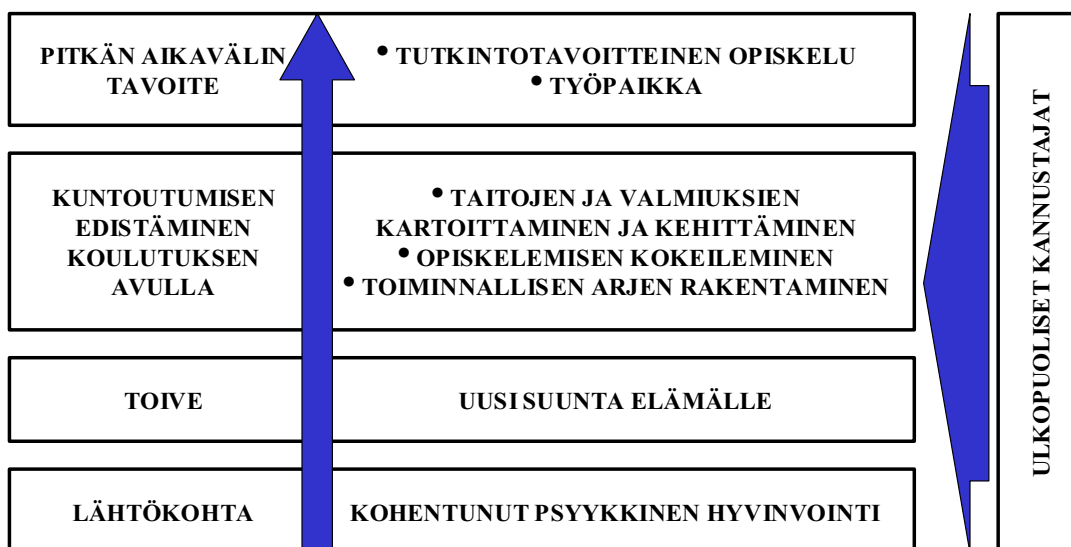 PITKÄN AIKAVÄLIN
TAVOITE
• TUTKINTOTAVOITTEINEN OPISKELU
• TYÖPAIKKA
KUNTOUTUMISEN
EDISTÄMINEN
KOULUTUKSEN
AVULLA
• TAITOJEN JA VALMIUKSIEN
KARTOITTAMINEN JA KEHITTÄMINEN
• OPISKELEMISEN KOKEILEMINEN
• TOIMINNALLISEN ARJEN RAKENTAMINEN
TOIVE
UUSI SUUNTA ELÄMÄLLE
LÄHTÖKOHTA
KOHENTUNUT PSYYKKINEN HYVINVOINTI
ULKOPUOLISET KANNUSTAJAT